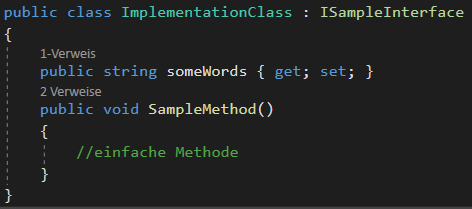 public class ImplementationClass : ISampleInterface
{
1-Verweis
public string someWords { get; set; }
2 Verweise
public void SampleMethod()
{
//einfache Methode
}
}